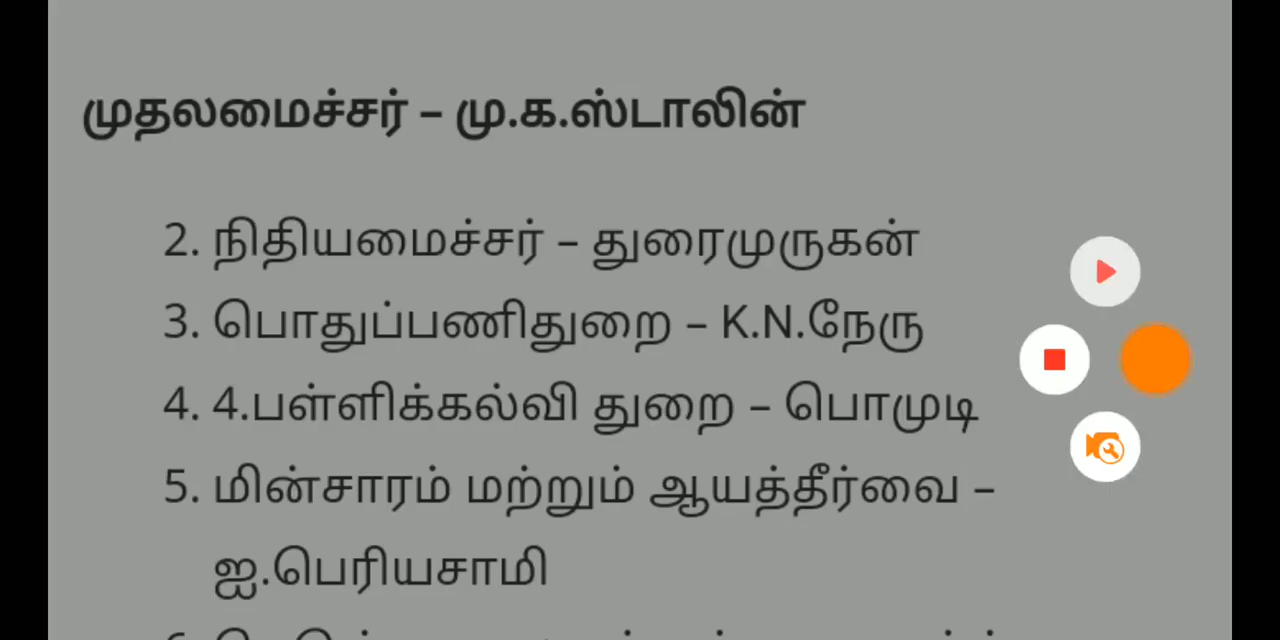 முதலமைச்சர் – மு.க.ஸ்டாலின்
2. நிதியமைச்சர் – துரைமுருகன்
3. பொதுப்பணிதுறை – K.N.நேரு
4. 4.பள்ளிக்கல்வி துறை – பொமுடி
5. மின்சாரம் மற்றும் ஆயத்தீர்வை –
ஐ.பெரியசாமி